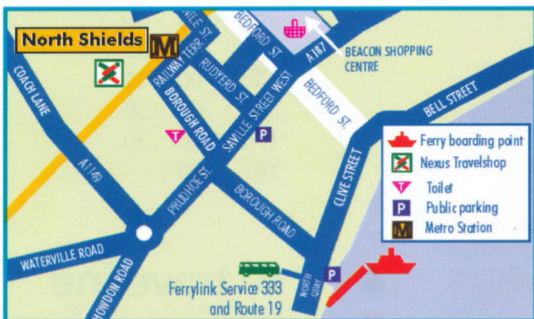 North Shields
M
BEDFORD ST.
RAILWAY TERR
RUDYERD ST.
A187
BEACON SHOPPING
CENTRE
COACH LANE
BOROUGH ROAD
SAVILLE STREET WEST
BEDFORD ST.
BELL STREET
T
P
PRUDHOE ST.
BOROUGH ROAD
CLIVE STREET
WATERVILLE ROAD
HOWDON ROAD
Ferrylink Service 333
and Route 19
NORTH
QUAY
P
Ferry boarding point
Nexus Travelshop
T
Toilet
P
Public parking
M
Metro Station